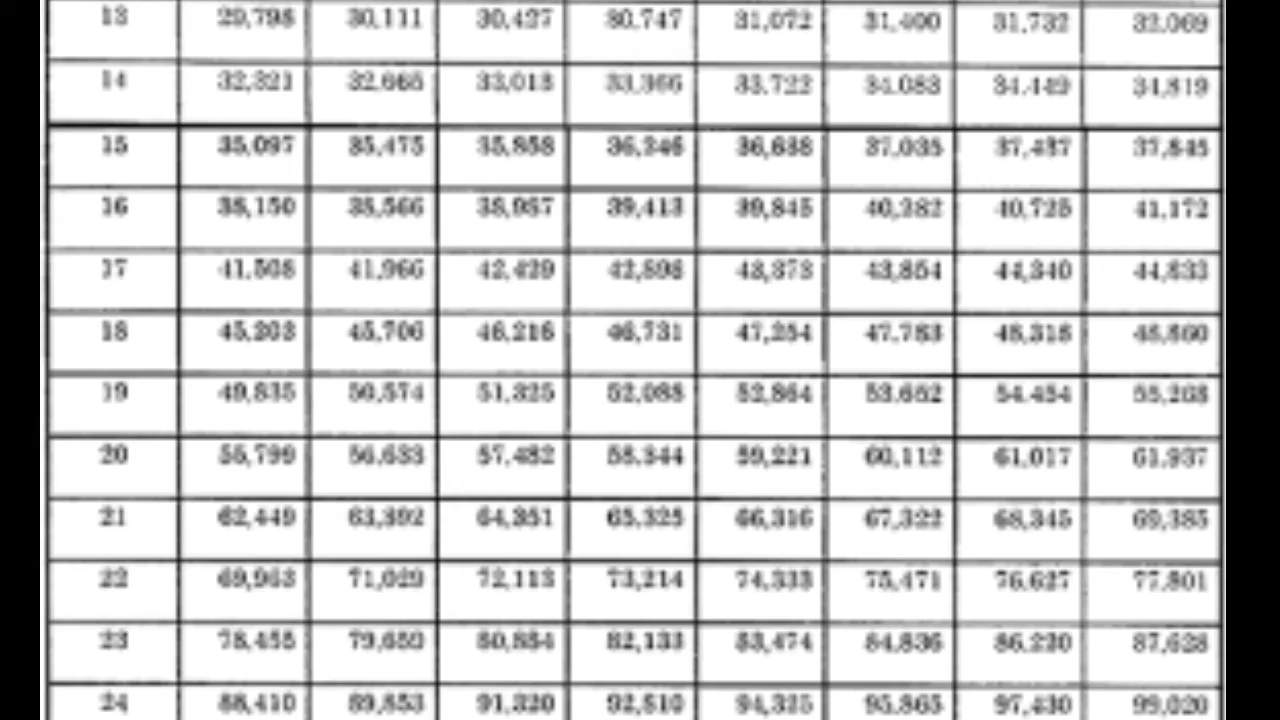 13 29,798 30,111 30,427 30,747 31,072 31,400 31,732 32,069
14 32,321 32,665 33,013 33,366 33,722 34,083 34,449 34,819
15 35,097 35,475 35,858 36,246 36,638 37,035 37,437 37,845
16 38,150 38,566 38,987 39,413 39,845 40,282 40,725 41,172
17 41,508 41,966 42,429 42,898 43,373 43,854 44,340 44,833
18 45,203 45,706 46,216 46,731 47,254 47,783 48,318 48,860
19 49,835 50,574 51,325 52,088 52,864 53,652 54,454 55,268
20 55,799 56,633 57,482 58,344 59,221 60,112 61,017 61,937
21 62,449 63,392 64,351 65,325 66,316 67,322 68,345 69,385
22 69,963 71,029 72,113 73,214 74,333 75,471 76,627 77,801
23 78,455 79,650 82,133 83,474 84,836 86,220 87,628
24 88,410 89,853 91,320 92,810 94,325 95,865 97,430 99,020